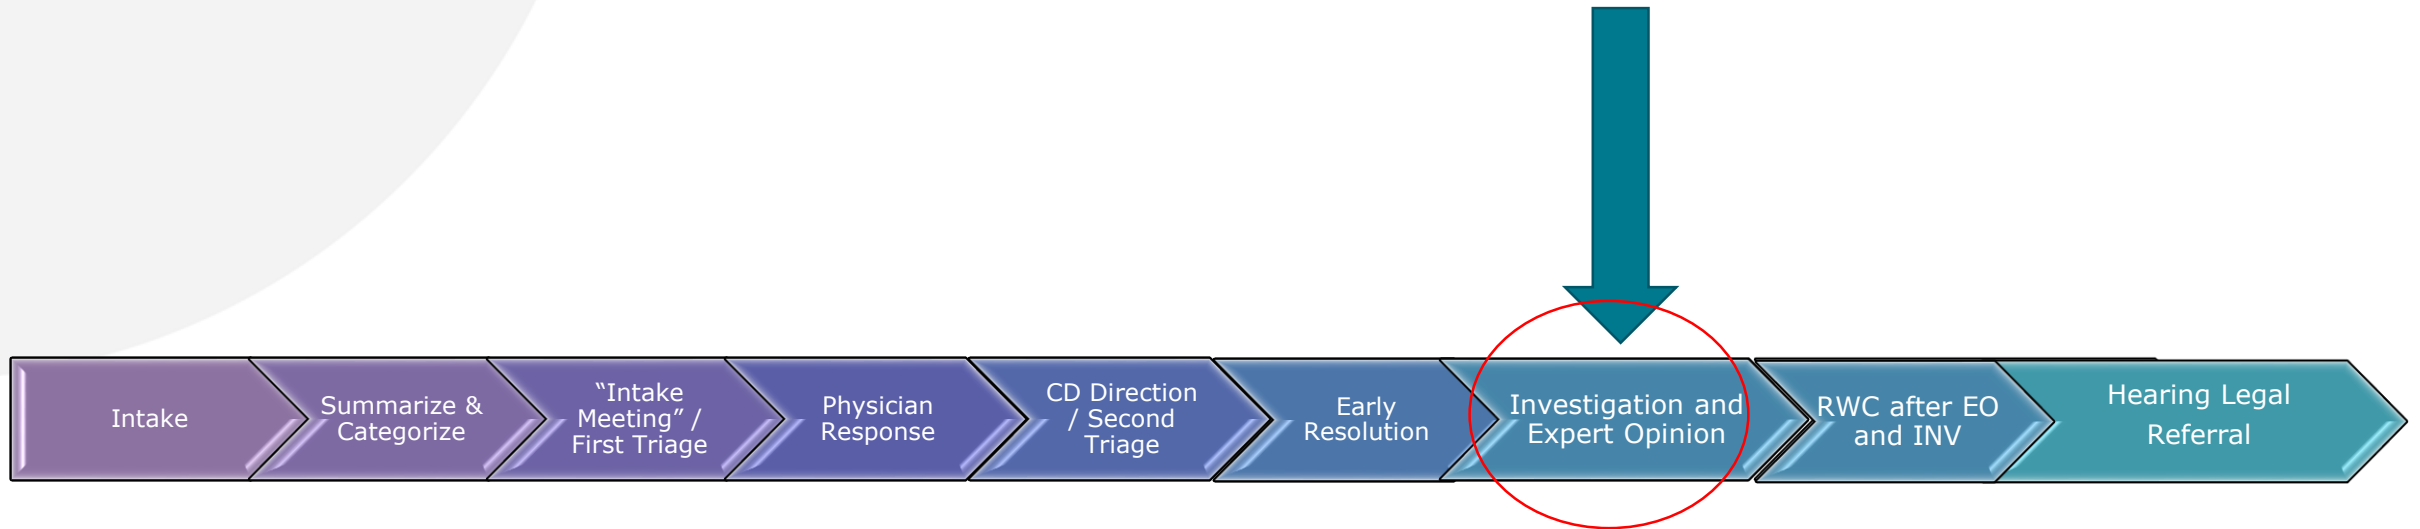 Intake
Summarize &
Categorize
“Intake
Meeting” /
First Triage
Physician
Response
CD Direction
/ Second
Triage
Early
Resolution
Investigation and
Expert Opinion
RWC after EO
and INV
Hearing Legal
Referral